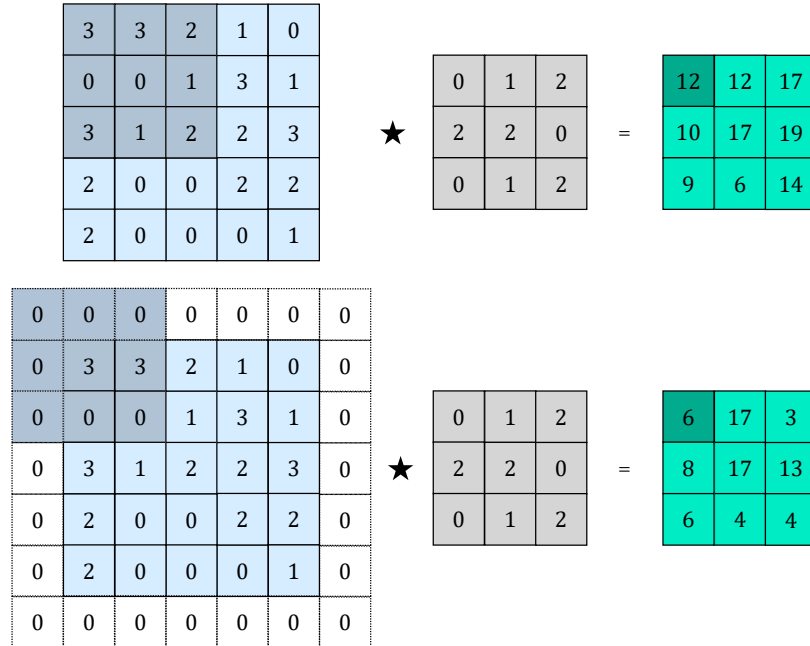 3 3 2 1 0
0 0 1 3 1 0 1 2 12 12 17
3 1 2 2 3 ★ 2 2 0 = 10 17 19
2 0 0 2 2 0 1 2 9 6 14
2 0 0 0 1
0 0 0 0 0 0 0
0 3 3 2 1 0 0
0 0 0 1 3 1 0 0 1 2 6 17 3
0 3 1 2 2 3 0 ★ 2 2 0 = 8 17 13
0 2 0 0 2 2 0 0 1 2 6 4 4
0 2 0 0 0 1 0
0 0 0 0 0 0 0